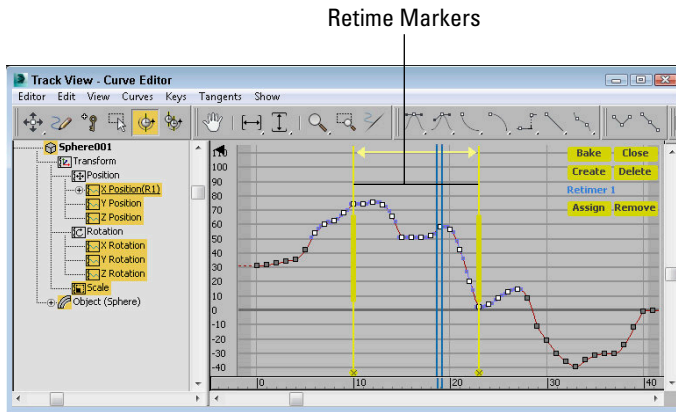 Retime Markers
Track View - Curve Editor
Editor Edit View Curves Keys Tangents Show
Sphere001
Transform
Position
X Position(R1)
Y Position
Z Position
Rotation
X Rotation
Y Rotation
Z Rotation
Scale
Object (Sphere)
110
100
90
80
70
60
50
40
30
20
10
0
-10
-20
-30
-40
Bake Close
Create Delete
Retimer 1
Assign Remove
0 10 20 30 40